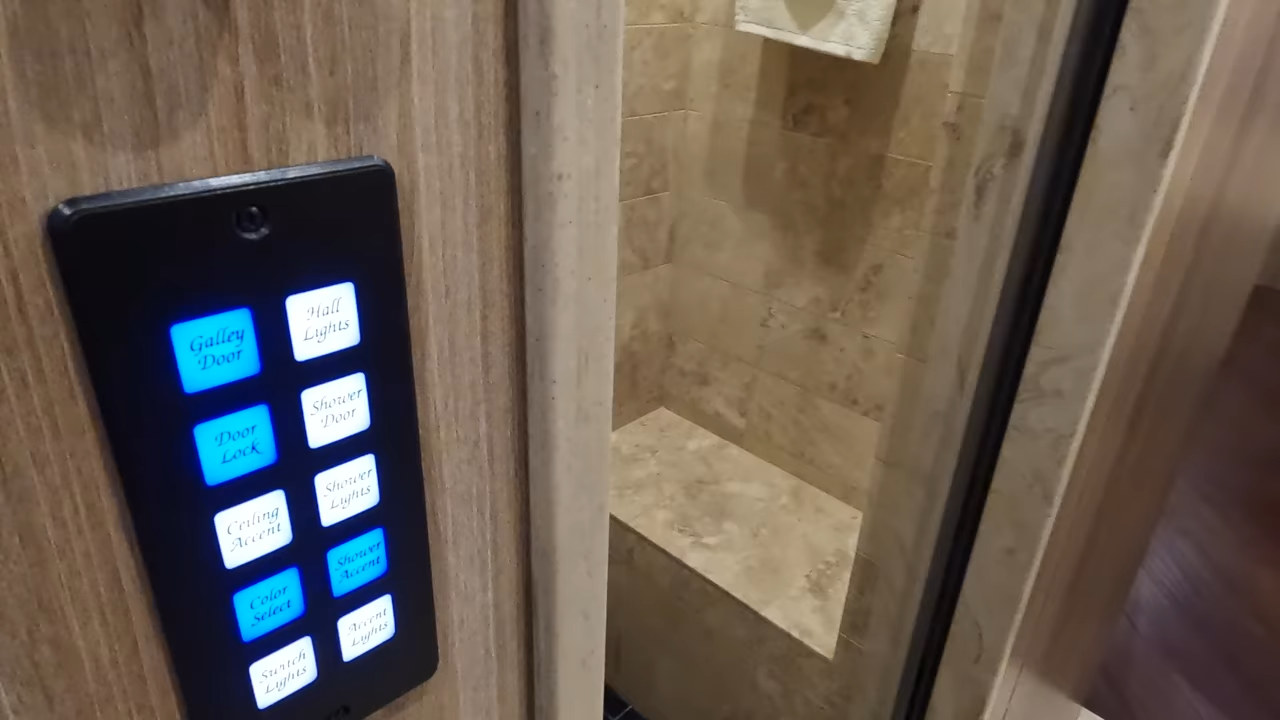 Galley
Door
Hall
Lights
Door
Lock
Shower
Door
Ceiling
Accent
Shower
Lights
Color
Select
Shower
Accent
Switch
Lights
Accent
Lights